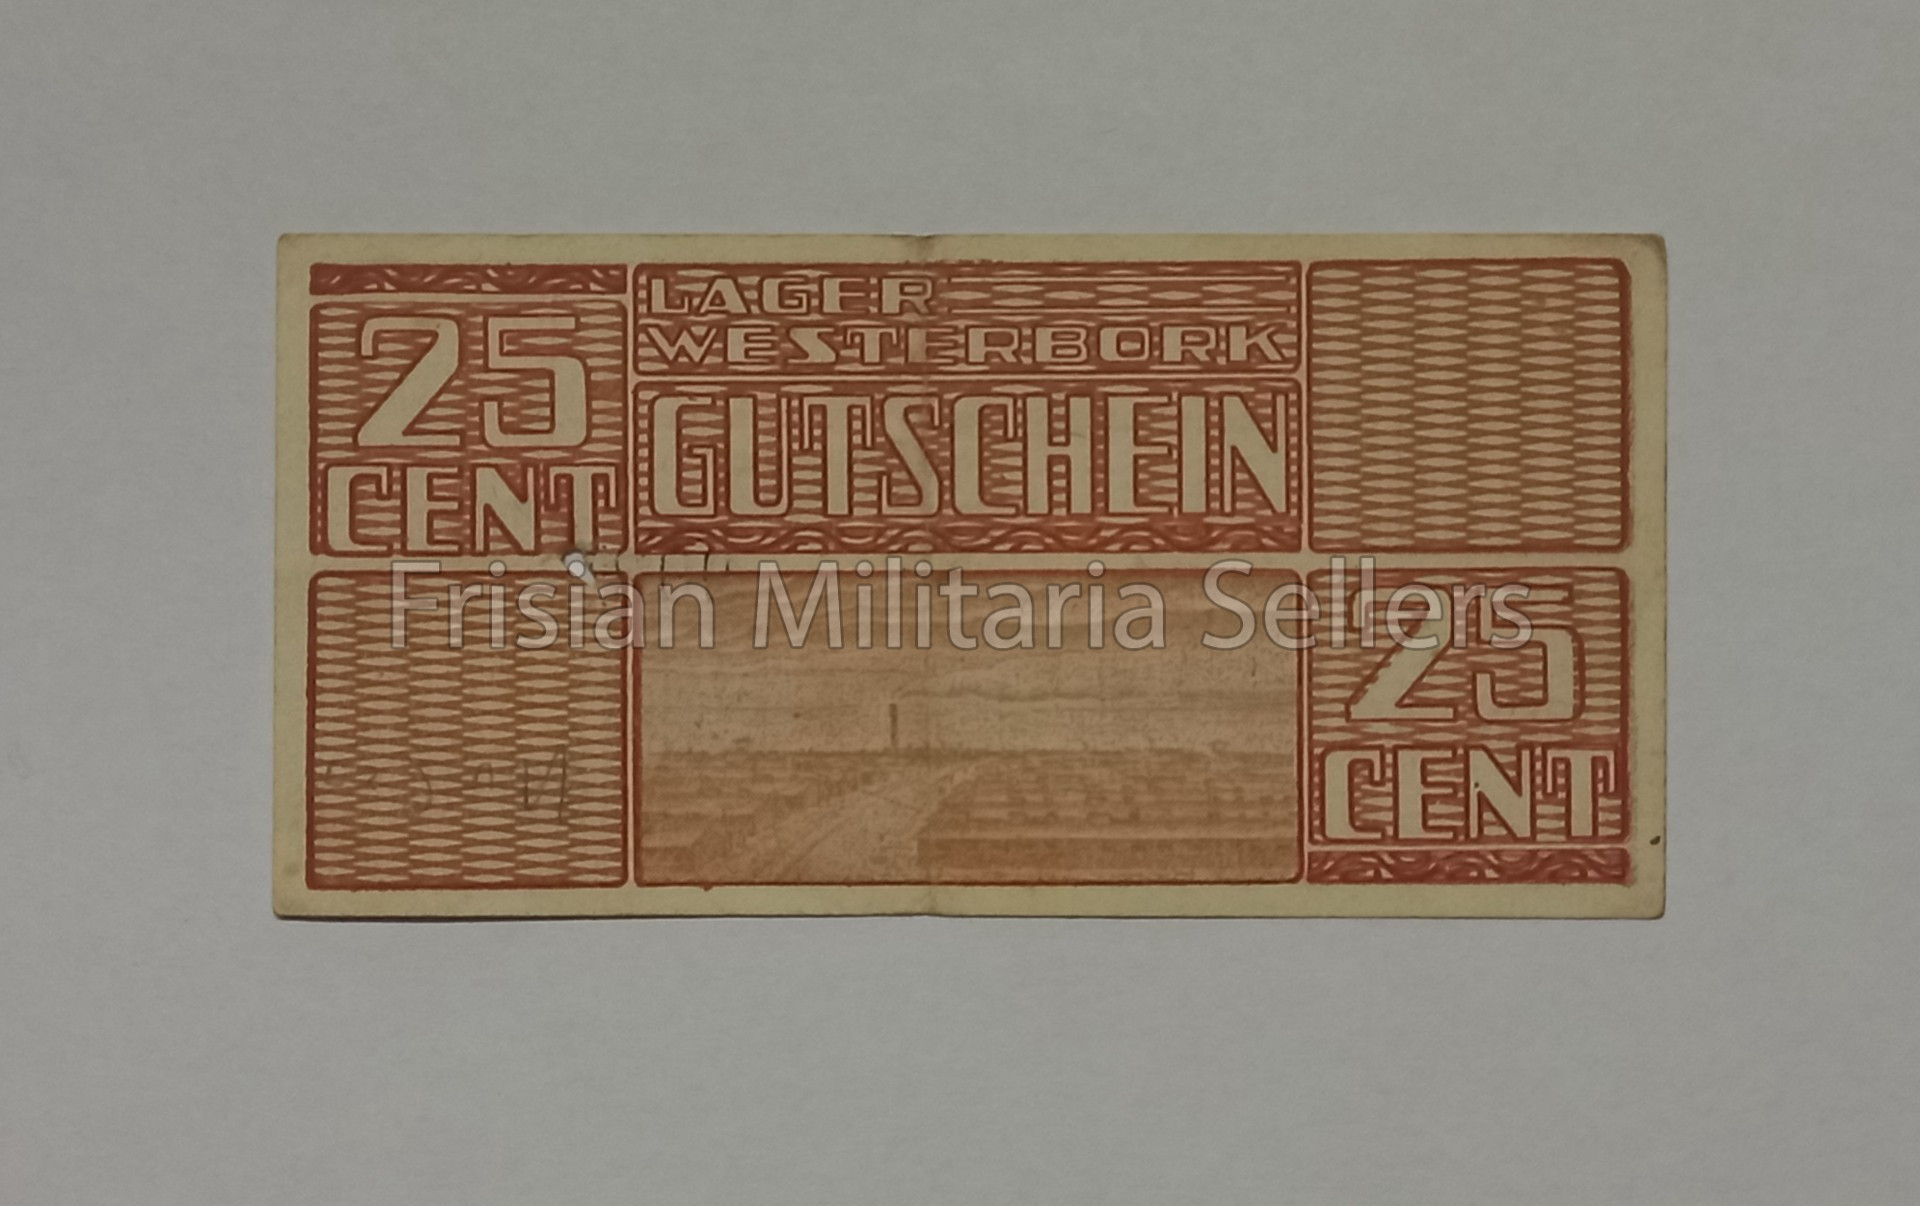 25
CENT
LAGER
WESTERBORK
GUTSCHEIN
Frisian Militaria Sellers
25
CENT